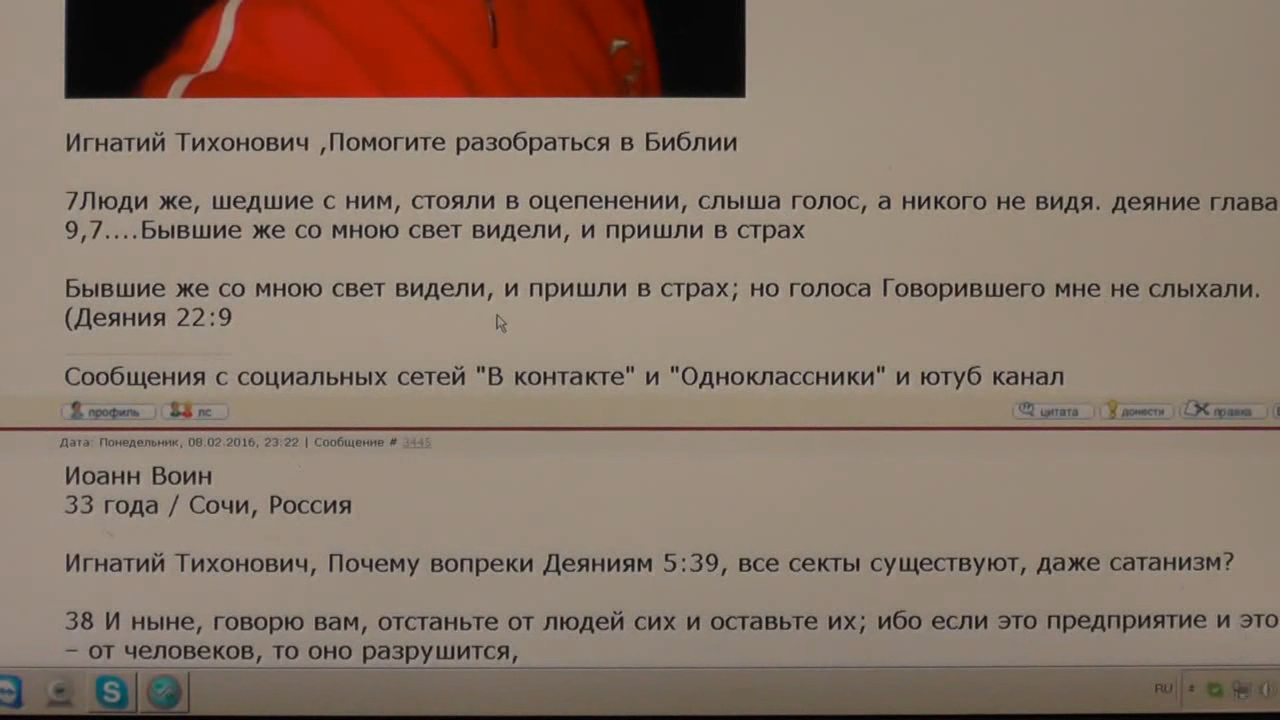 Игнатий Тихонович ,Помогите разобраться в Библии
7Люди же, шедшие с ним, стояли в оцепенении, слыша голос, а никого не видя. деяние глава
9,7....Бывшие же со мною свет видели, и пришли в страх
Бывшие же со мною свет видели, и пришли в страх; но голоса Говорившего мне не слыхали.
(Деяния 22:9
Сообщения с социальных сетей "В контакте" и "Одноклассники" и ютуб канал
профиль лс цитата донести правка
Дата: Понедельник, 08.02.2016, 23:22 | Сообщение # 3445
Иоанн Воин
33 года / Сочи, Россия
Игнатий Тихонович, Почему вопреки Деяниям 5:39, все секты существуют, даже сатанизм?
38 И ныне, говорю вам, отстаньте от людей сих и оставьте их; ибо если это предприятие и это
– от человеков, то оно разрушится,
RU